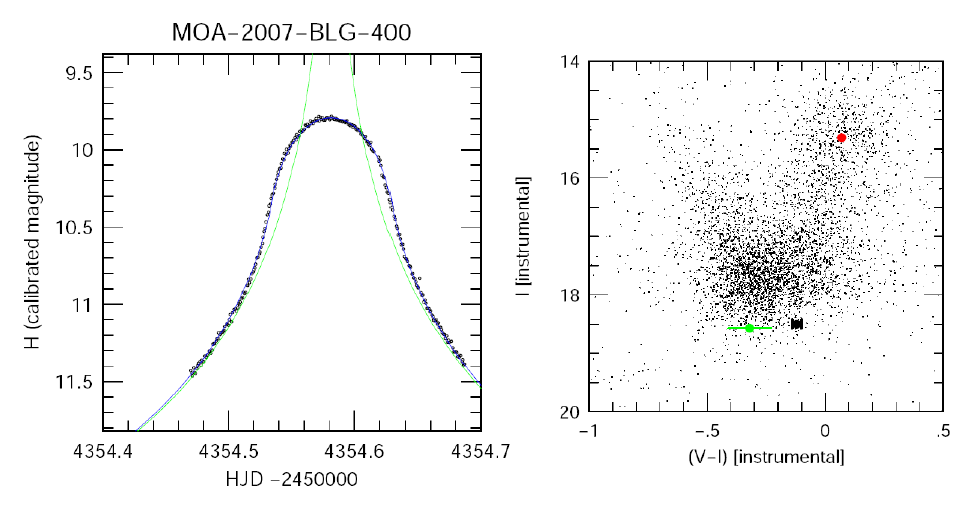 MOA-2007-BLG-400
9.5
10
10.5
11
11.5
H (calibrated magnitude)
4354.4 4354.5 4354.6 4354.7
HJD -2450000
14
16
18
20
I [instrumental]
-1 -.5 0 .5
(V-I) [instrumental]